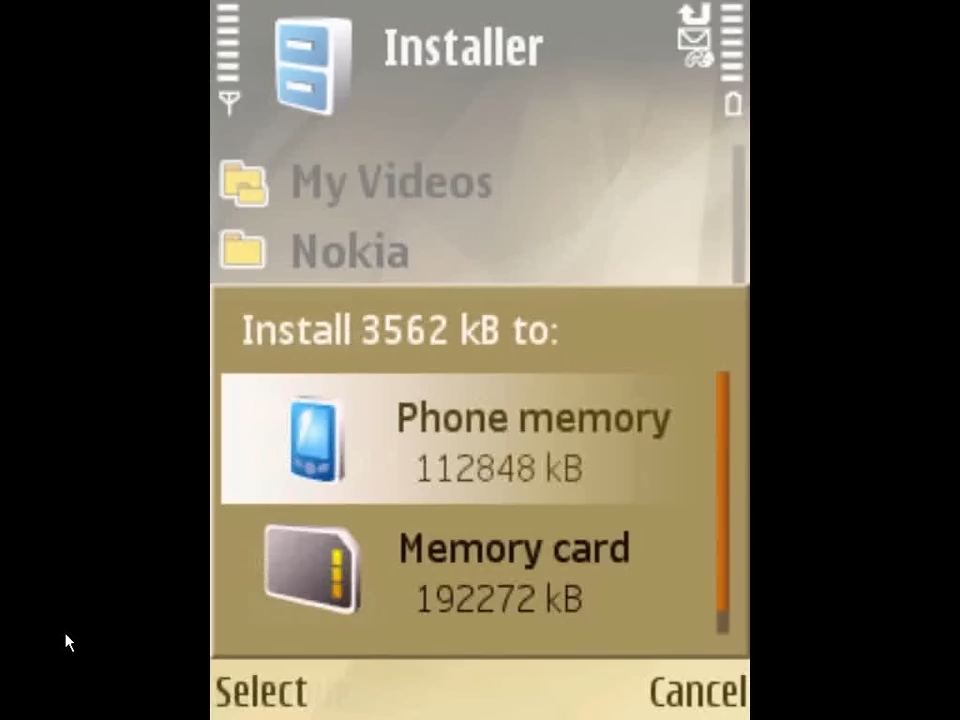 Installer
My Videos
Nokia
Install 3562 kB to:
Phone memory
112848 kB
Memory card
192272 kB
Select
Cancel